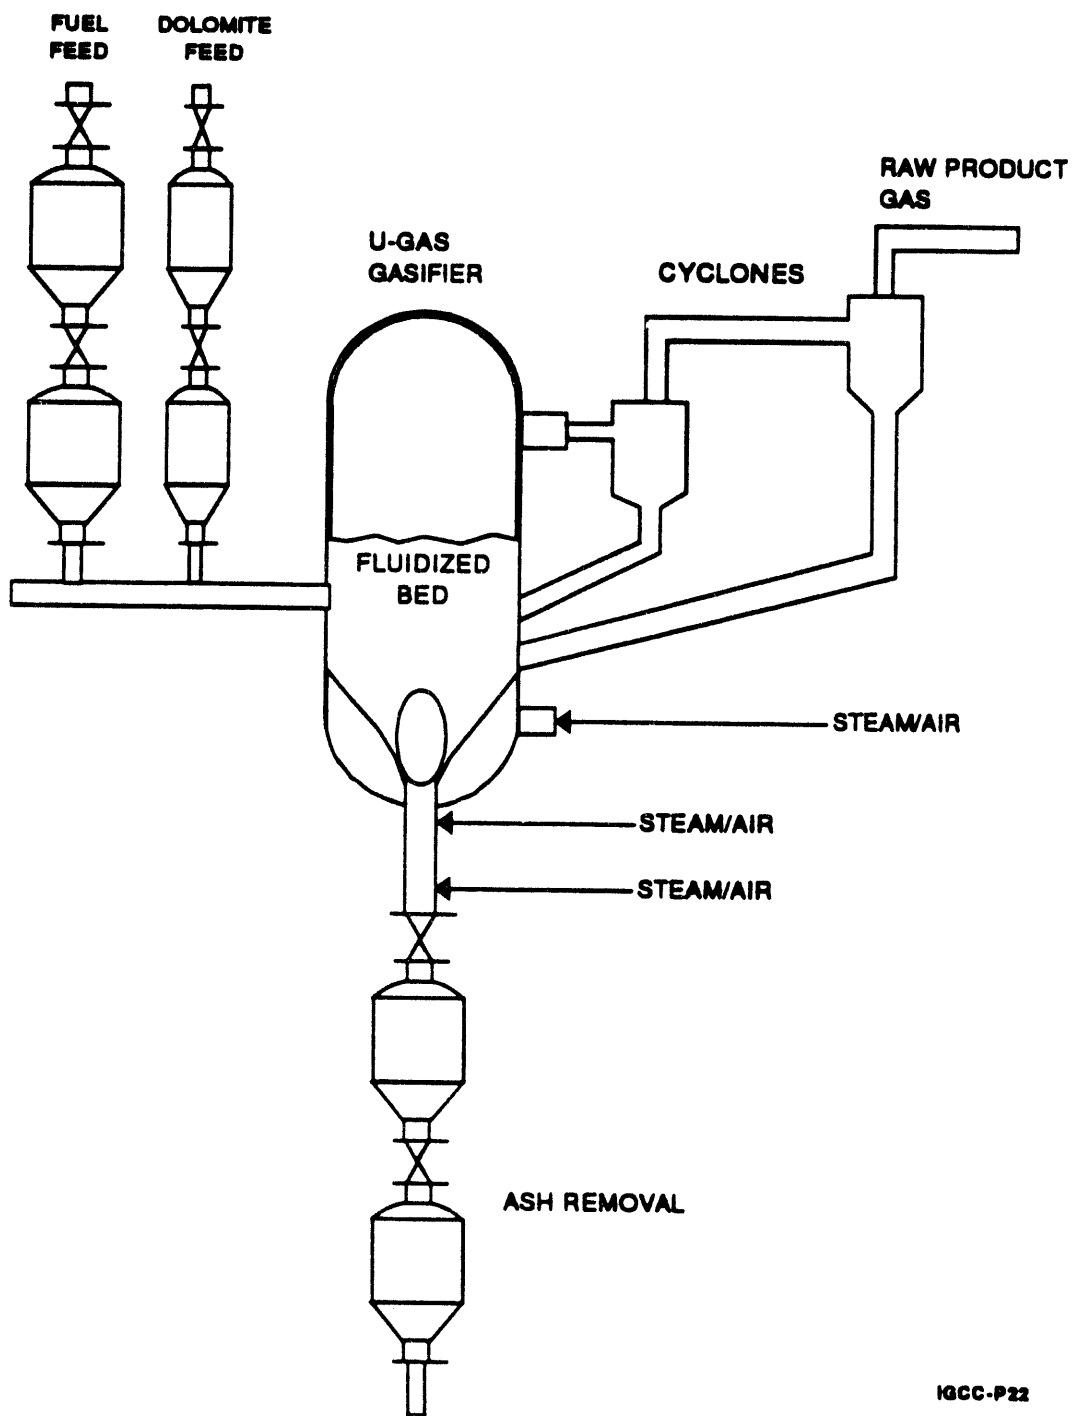 FUEL
FEED
DOLOMITE
FEED
RAW PRODUCT
GAS
U-GAS
GASIFIER
CYCLONES
FLUIDIZED
BED
STEAM/AIR
STEAM/AIR
STEAM/AIR
ASH REMOVAL
IGCC-P22